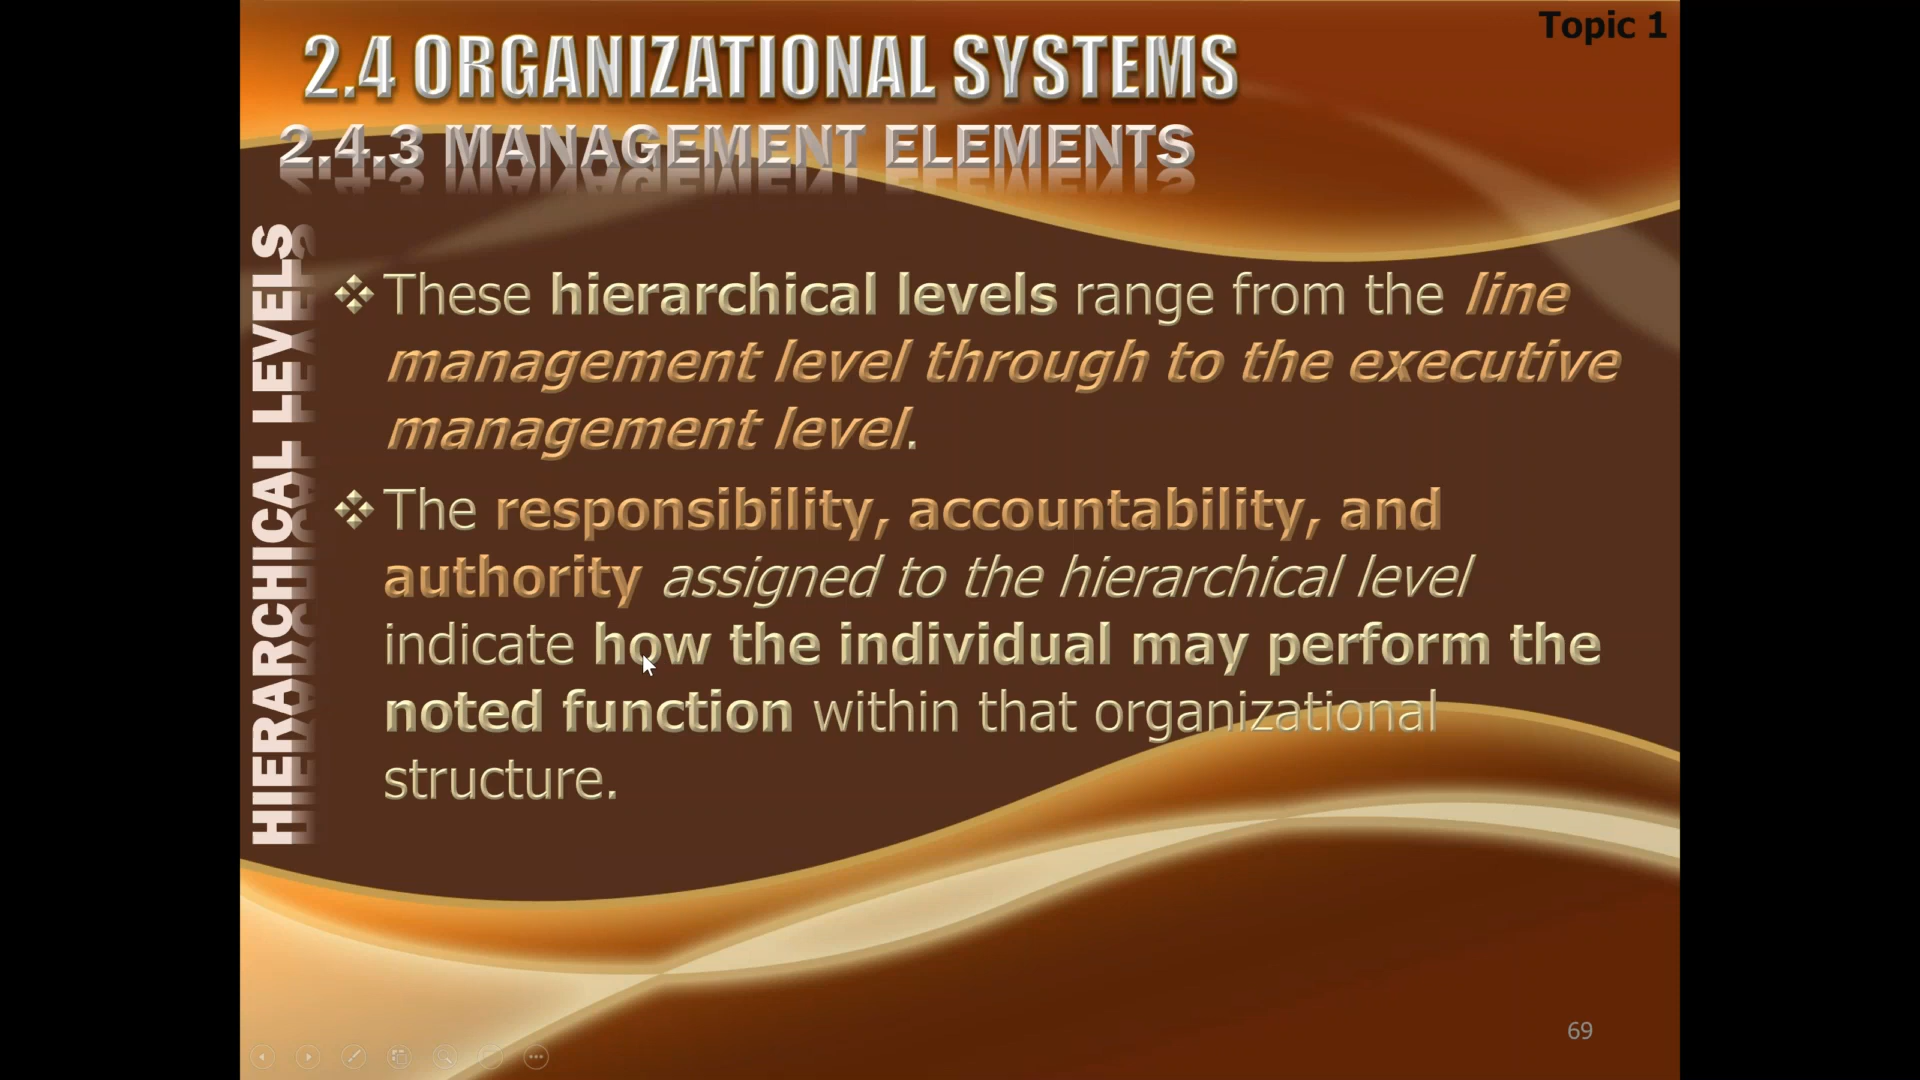 Topic 1
2.4 ORGANIZATIONAL SYSTEMS
2.4.3 MANAGEMENT ELEMENTS
HIERARCHICAL LEVELS
❖ These hierarchical levels range from the line
management level through to the executive
management level.
❖ The responsibility, accountability, and
authority assigned to the hierarchical level
indicate how the individual may perform the
noted function within that organizational
structure.
69